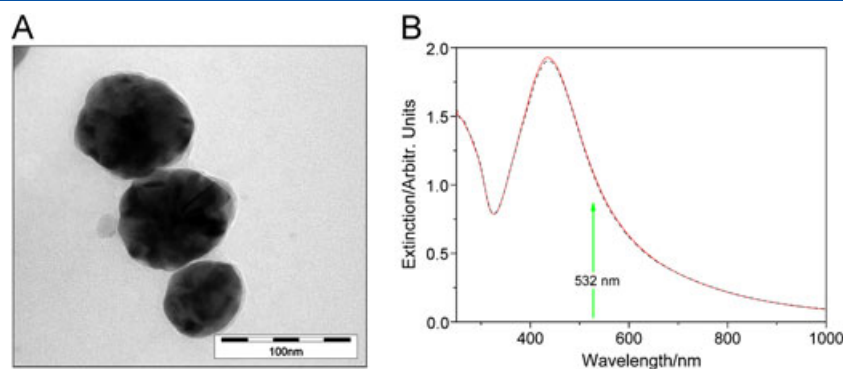 A
100nm
B
2.0
1.5
1.0
0.5
0.0
Extinction/Arbitr. Units
532 nm
400
600
800
1000
Wavelength/nm